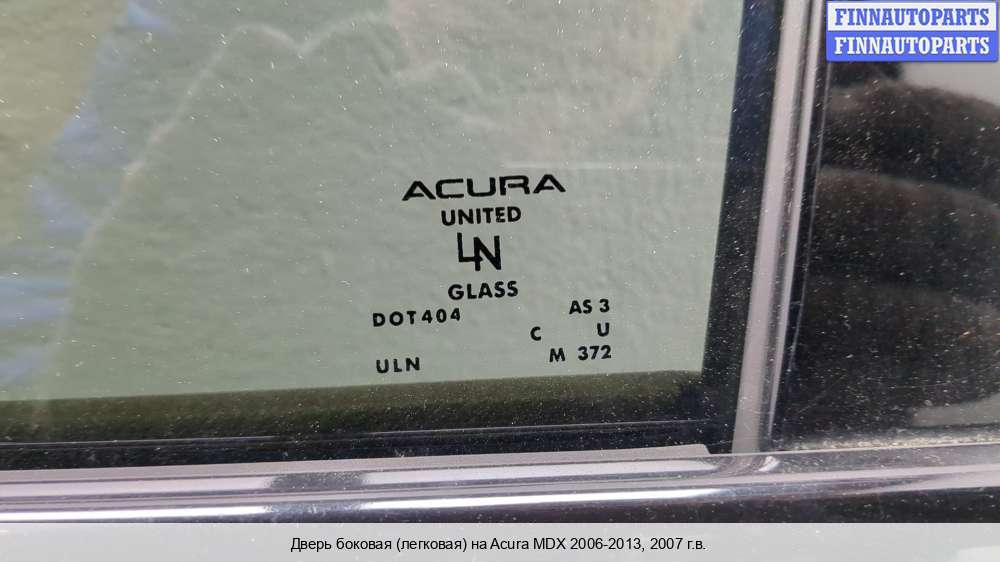 FINNAUTOPARTS
FINNAUTOPARTS
ACURA
UNITED
LN
GLASS
DOT404 AS 3
C U
ULN M 372
Дверь боковая (легковая) на Acura MDX 2006-2013, 2007 г.в.